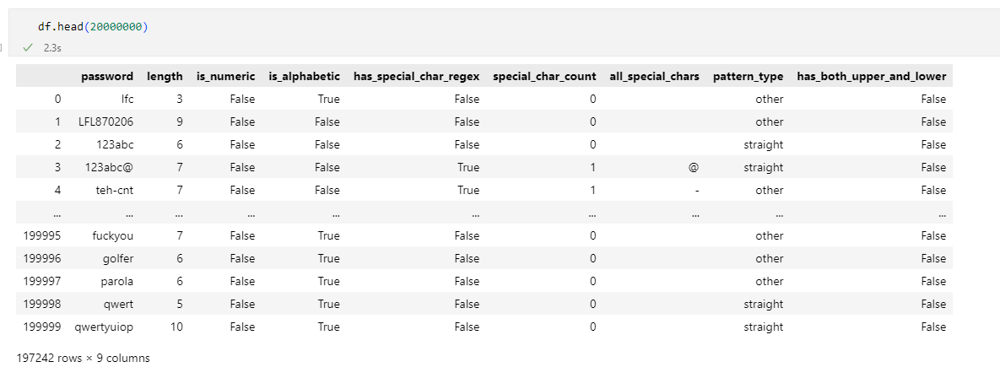 df.head(20000000)
2.3s
password length is_numeric is_alphabetic has_special_char_regex special_char_count all_special_chars pattern_type has_both_upper_and_lower
0 lfc 3 False True False 0 other False
1 LFL870206 9 False False False 0 other False
2 123abc 6 False False False 0 straight False
3 123abc@ 7 False False True 1 @ straight False
4 teh-cnt 7 False False True 1 - other False
... ... ... ... ... ... ... ... ... ...
199995 fuckyou 7 False True False 0 other False
199996 golfer 6 False True False 0 other False
199997 parola 6 False True False 0 other False
199998 qwert 5 False True False 0 straight False
199999 qwertyuiop 10 False True False 0 straight False
197242 rows × 9 columns